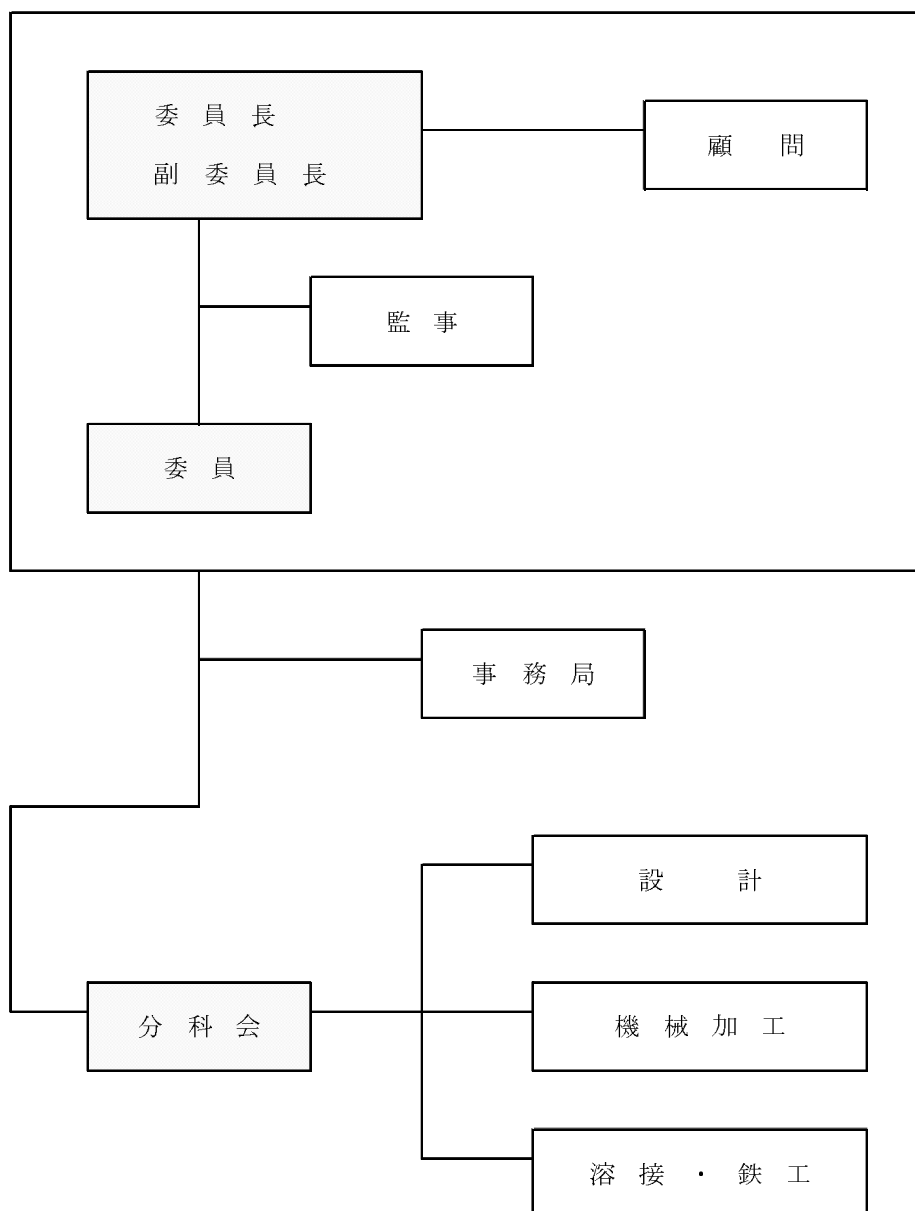 委員長
副委員長
顧問
監事
委員
事務局
設計
分科会
機械加工
溶接・鉄工